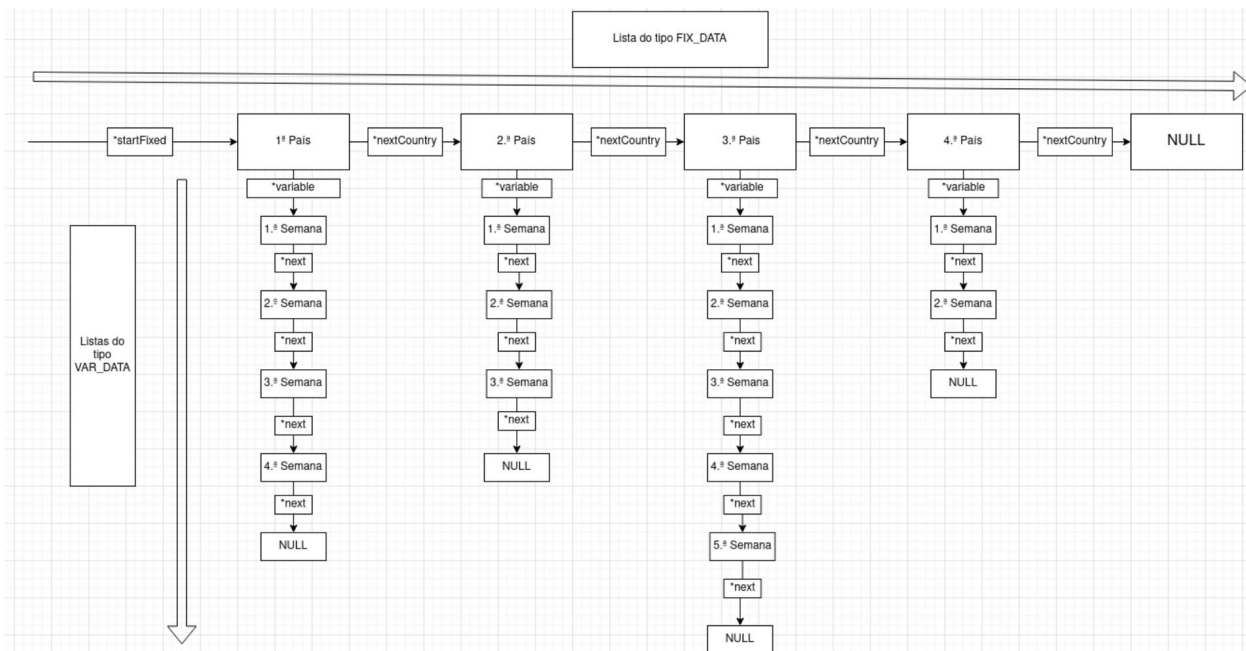 Lista do tipo FIX_DATA
*startFixed
1ª País
*nextCountry
2.ª País
*nextCountry
3.ª País
*nextCountry
4.ª País
*nextCountry
NULL
*variable
*variable
*variable
*variable
1.ª Semana
1.ª Semana
1.ª Semana
1.ª Semana
*next
*next
*next
*next
2.º Semana
2.ª Semana
2.ª Semana
2.ª Semana
Listas do
tipo
VAR_DATA
*next
*next
*next
*next
3.ª Semana
3.ª Semana
3.ª Semana
NULL
*next
*next
*next
4.ª Semana
NULL
4.ª Semana
*next
*next
NULL
5.ª Semana
*next
NULL